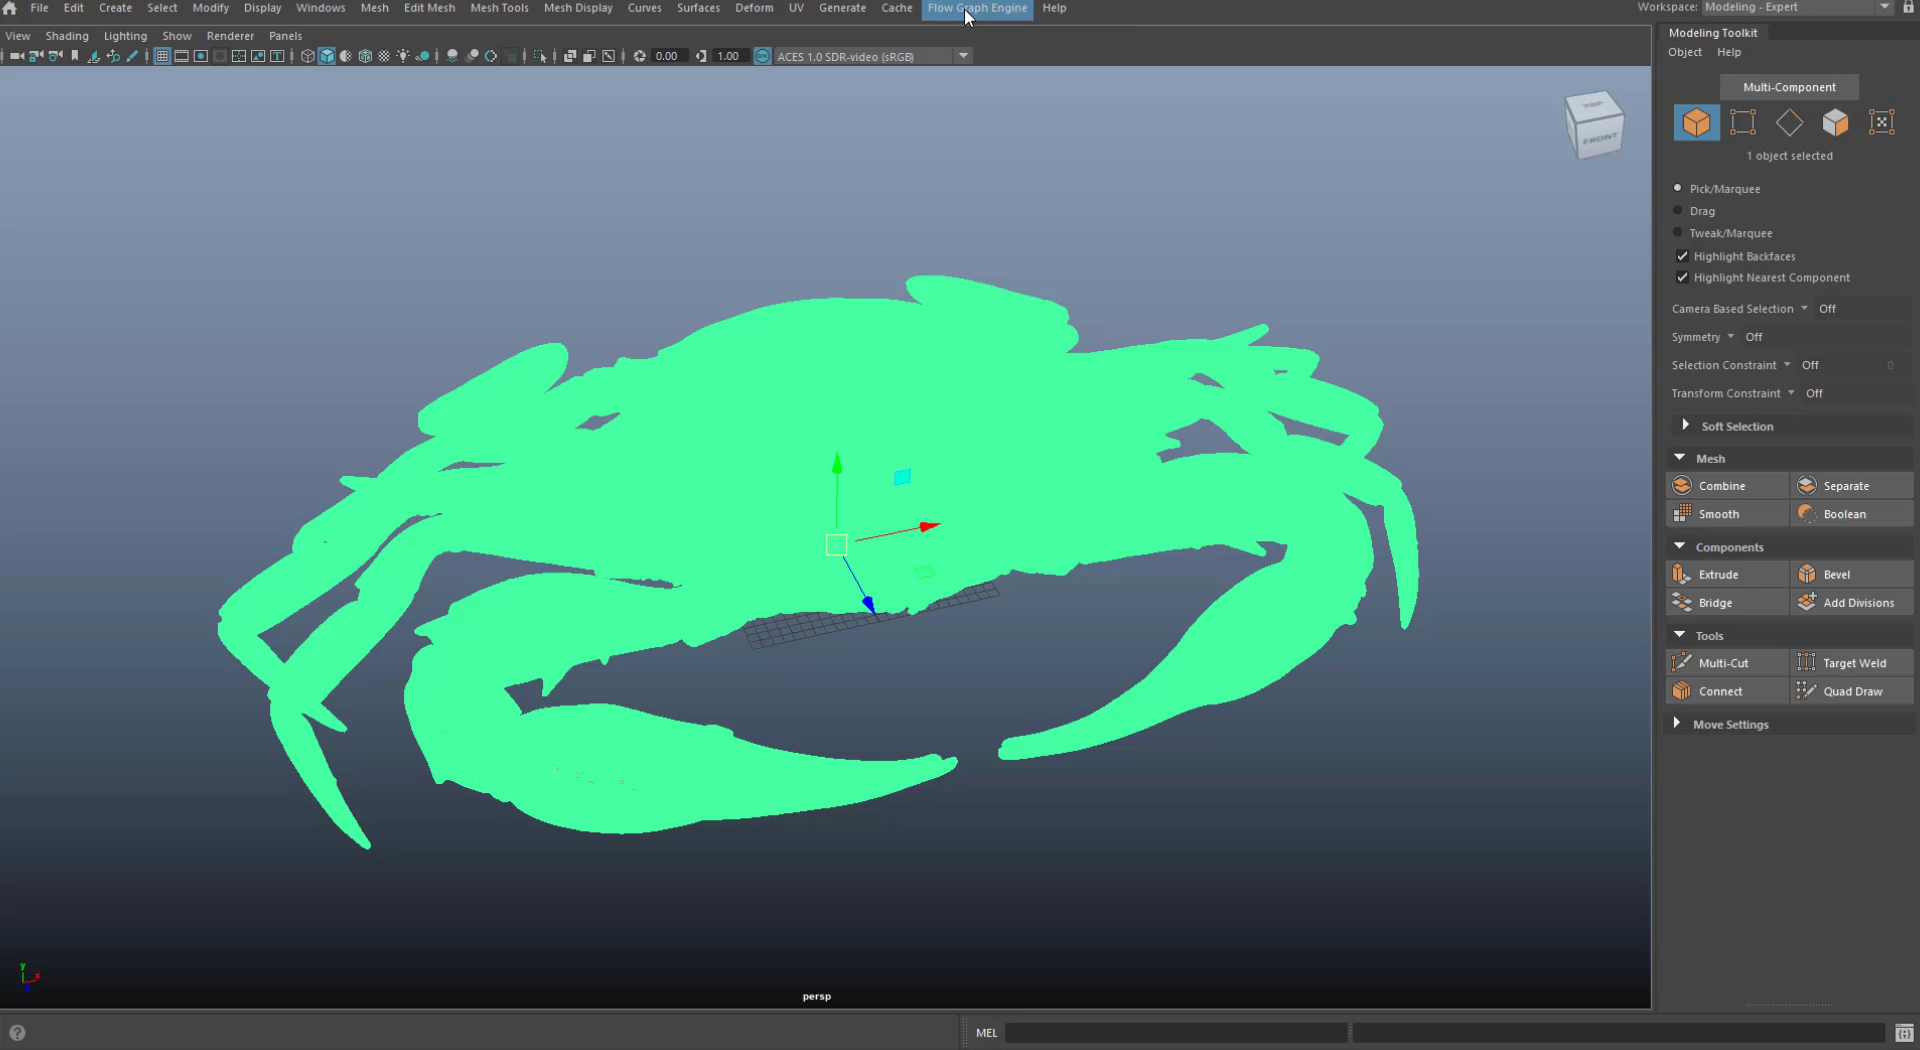 File Edit Create Select Modify Display Windows Mesh Edit Mesh Mesh Tools Mesh Display Curves Surfaces Deform UV Generate Cache Flow Graph Engine Help
Workspace: Modeling - Expert
View Shading Lighting Show Renderer Panels
0.00 1.00 ACES 1.0 SDR-video (sRGB)
TOP
FRONT
Modeling Toolkit
Object Help
Multi-Component
1 object selected
Pick/Marquee
Drag
Tweak/Marquee
Highlight Backfaces
Highlight Nearest Component
Camera Based Selection Off
Symmetry Off
Selection Constraint Off 0
Transform Constraint Off
Soft Selection
Mesh
Combine Separate
Smooth Boolean
Components
Extrude Bevel
Bridge Add Divisions
Tools
Multi-Cut Target Weld
Connect Quad Draw
Move Settings
y
x
persp
MEL